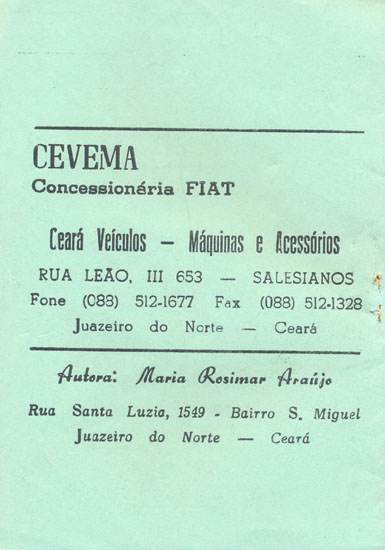 CEVEMA
Concessionéria FIAT
Ceará Veículos — Máquinas e Acessórios
RUA LEÃO, III 653 — SALESIANOS
Fone (088) 512-1677 Fax (088) 512-1328
Juazeiro do Norte — Ceará
Autora: Maria Rosimar Araújo
Rua Santa Luzia, 1549 - Bairro S. Miguel
Juazeiro do Norte — Ceará